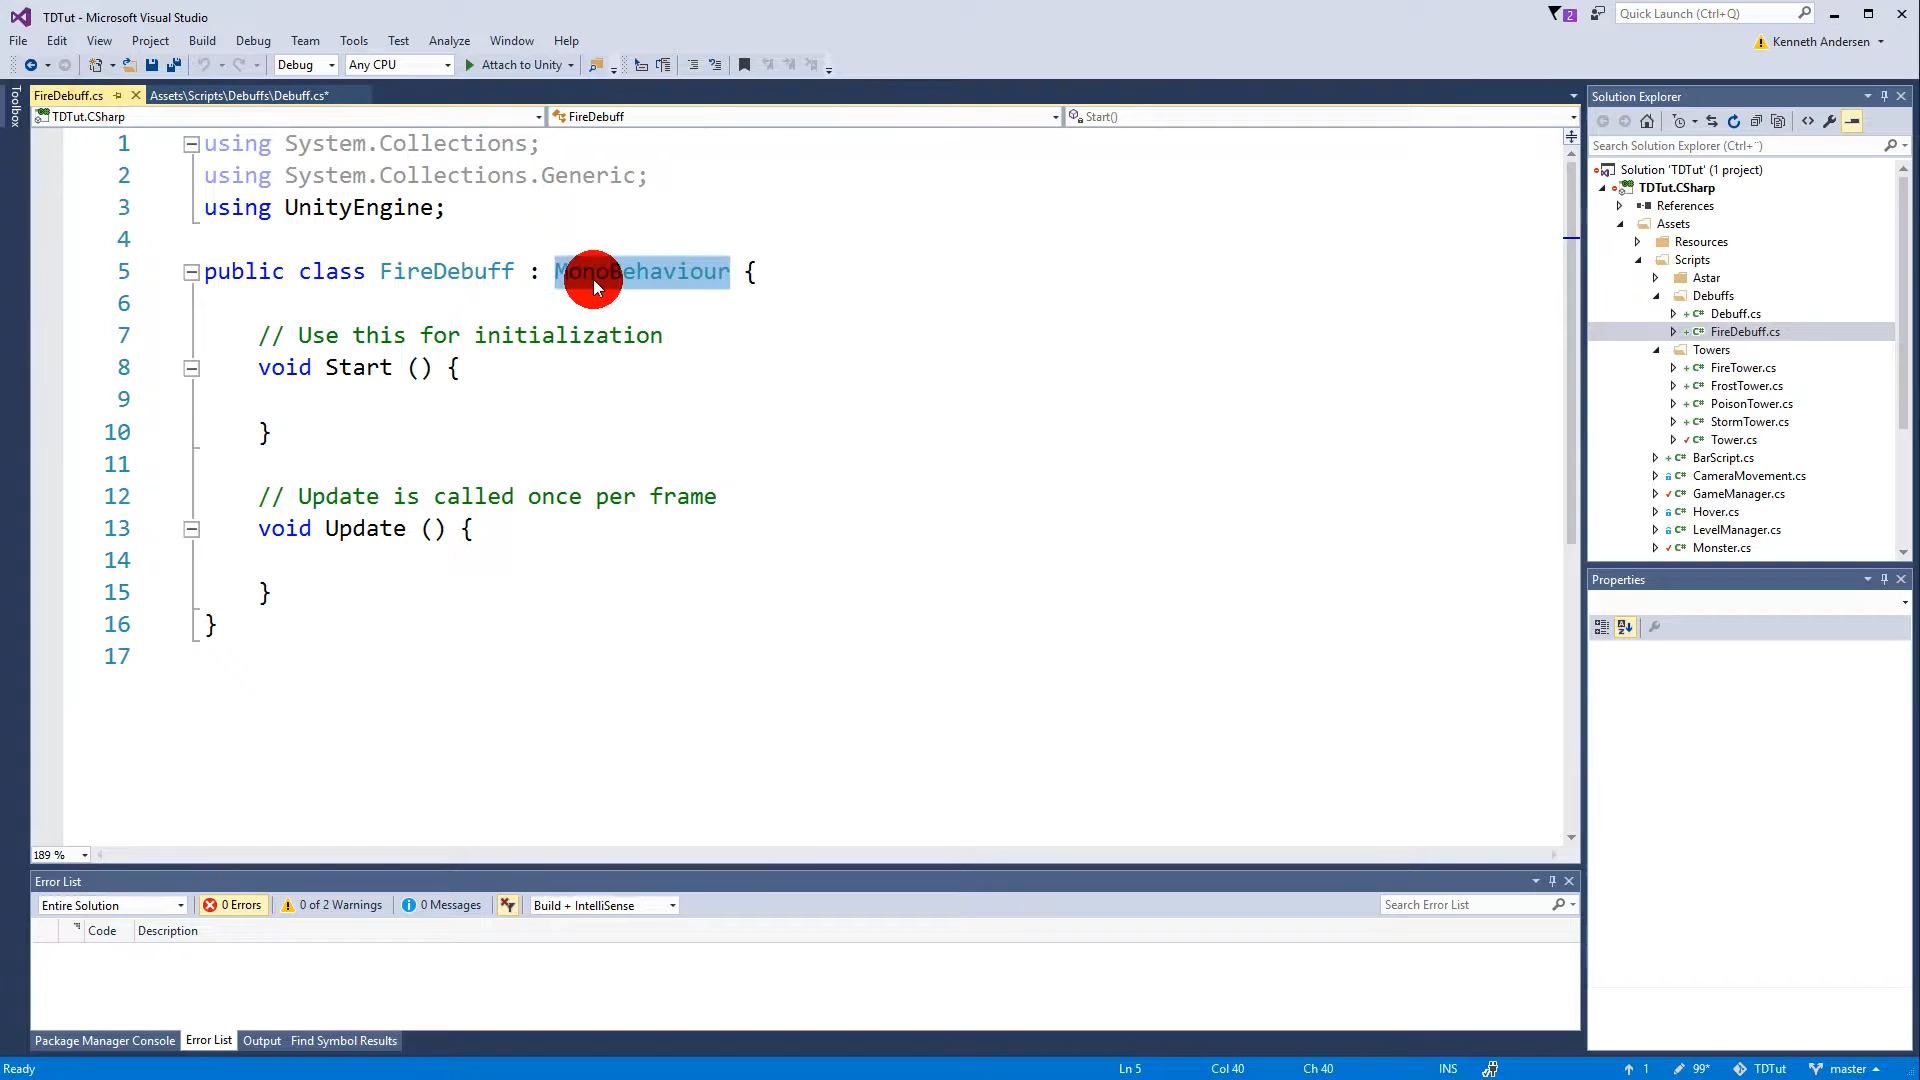 TDTut - Microsoft Visual Studio
2
Quick Launch (Ctrl+Q)
File Edit View Project Build Debug Team Tools Test Analyze Window Help
Kenneth Andersen
Debug Any CPU Attach to Unity
Toolbox
FireDebuff.cs Assets\Scripts\Debuffs\Debuff.cs*
TDTut.CSharp FireDebuff Start()
1 using System.Collections;
2 using System.Collections.Generic;
3 using UnityEngine;
4
5 public class FireDebuff : MonoBehaviour {
6
7 // Use this for initialization
8 void Start () {
9
10 }
11
12 // Update is called once per frame
13 void Update () {
14
15 }
16 }
17
189 %
Solution Explorer
Search Solution Explorer (Ctrl+¨)
Solution 'TDTut' (1 project)
TDTut.CSharp
References
Assets
Resources
Scripts
Astar
Debuffs
C# Debuff.cs
C# FireDebuff.cs
Towers
C# FireTower.cs
C# FrostTower.cs
C# PoisonTower.cs
C# StormTower.cs
C# Tower.cs
C# BarScript.cs
C# CameraMovement.cs
C# GameManager.cs
C# Hover.cs
C# LevelManager.cs
C# Monster.cs
Properties
Error List
Entire Solution 0 Errors 0 of 2 Warnings 0 Messages Build + IntelliSense Search Error List
Code Description
Package Manager Console Error List Output Find Symbol Results
Ready Ln 5 Col 40 Ch 40 INS 1 99* TDTut master